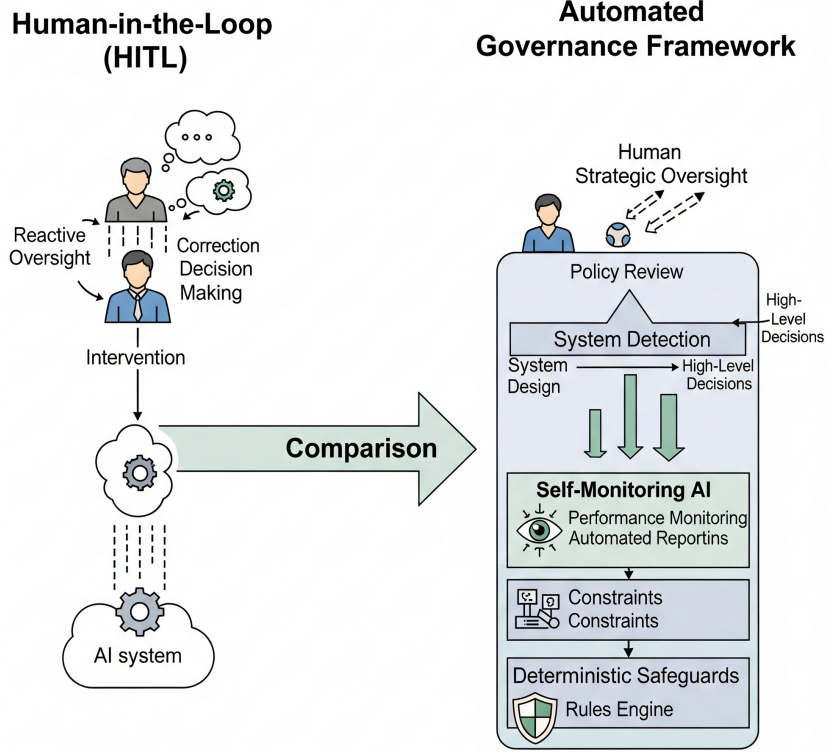 Human-in-the-Loop
(HITL)
Reactive
Oversight
Correction
Decision
Making
Intervention
AI system
Comparison
Automated
Governance Framework
Human
Strategic Oversight
Policy Review
System Detection
High-
Level
Decisions
System
Design
High-Level
Decisions
Self-Monitoring AI
Performance Monitoring
Automated Reportins
Constraints
Constraints
Deterministic Safeguards
Rules Engine